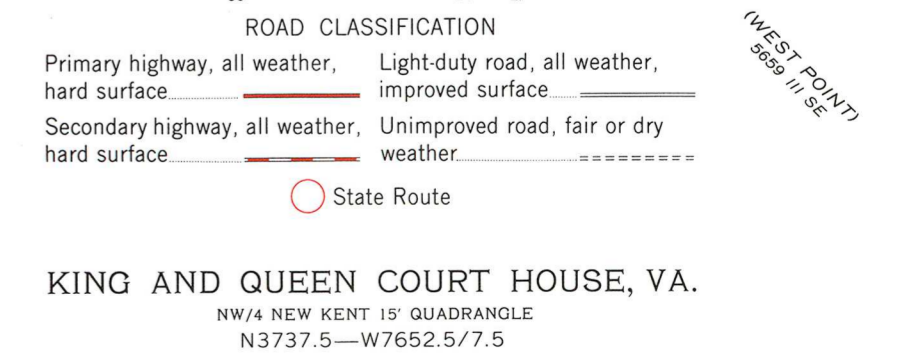 ROAD CLASSIFICATION
Primary highway, all weather,
hard surface
Light-duty road, all weather,
improved surface
Secondary highway, all weather,
hard surface
Unimproved road, fair or dry
weather
State Route
(WEST POINT)
5659 III SE
KING AND QUEEN COURT HOUSE, VA.
NW/4 NEW KENT 15' QUADRANGLE
N3737.5—W7652.5/7.5